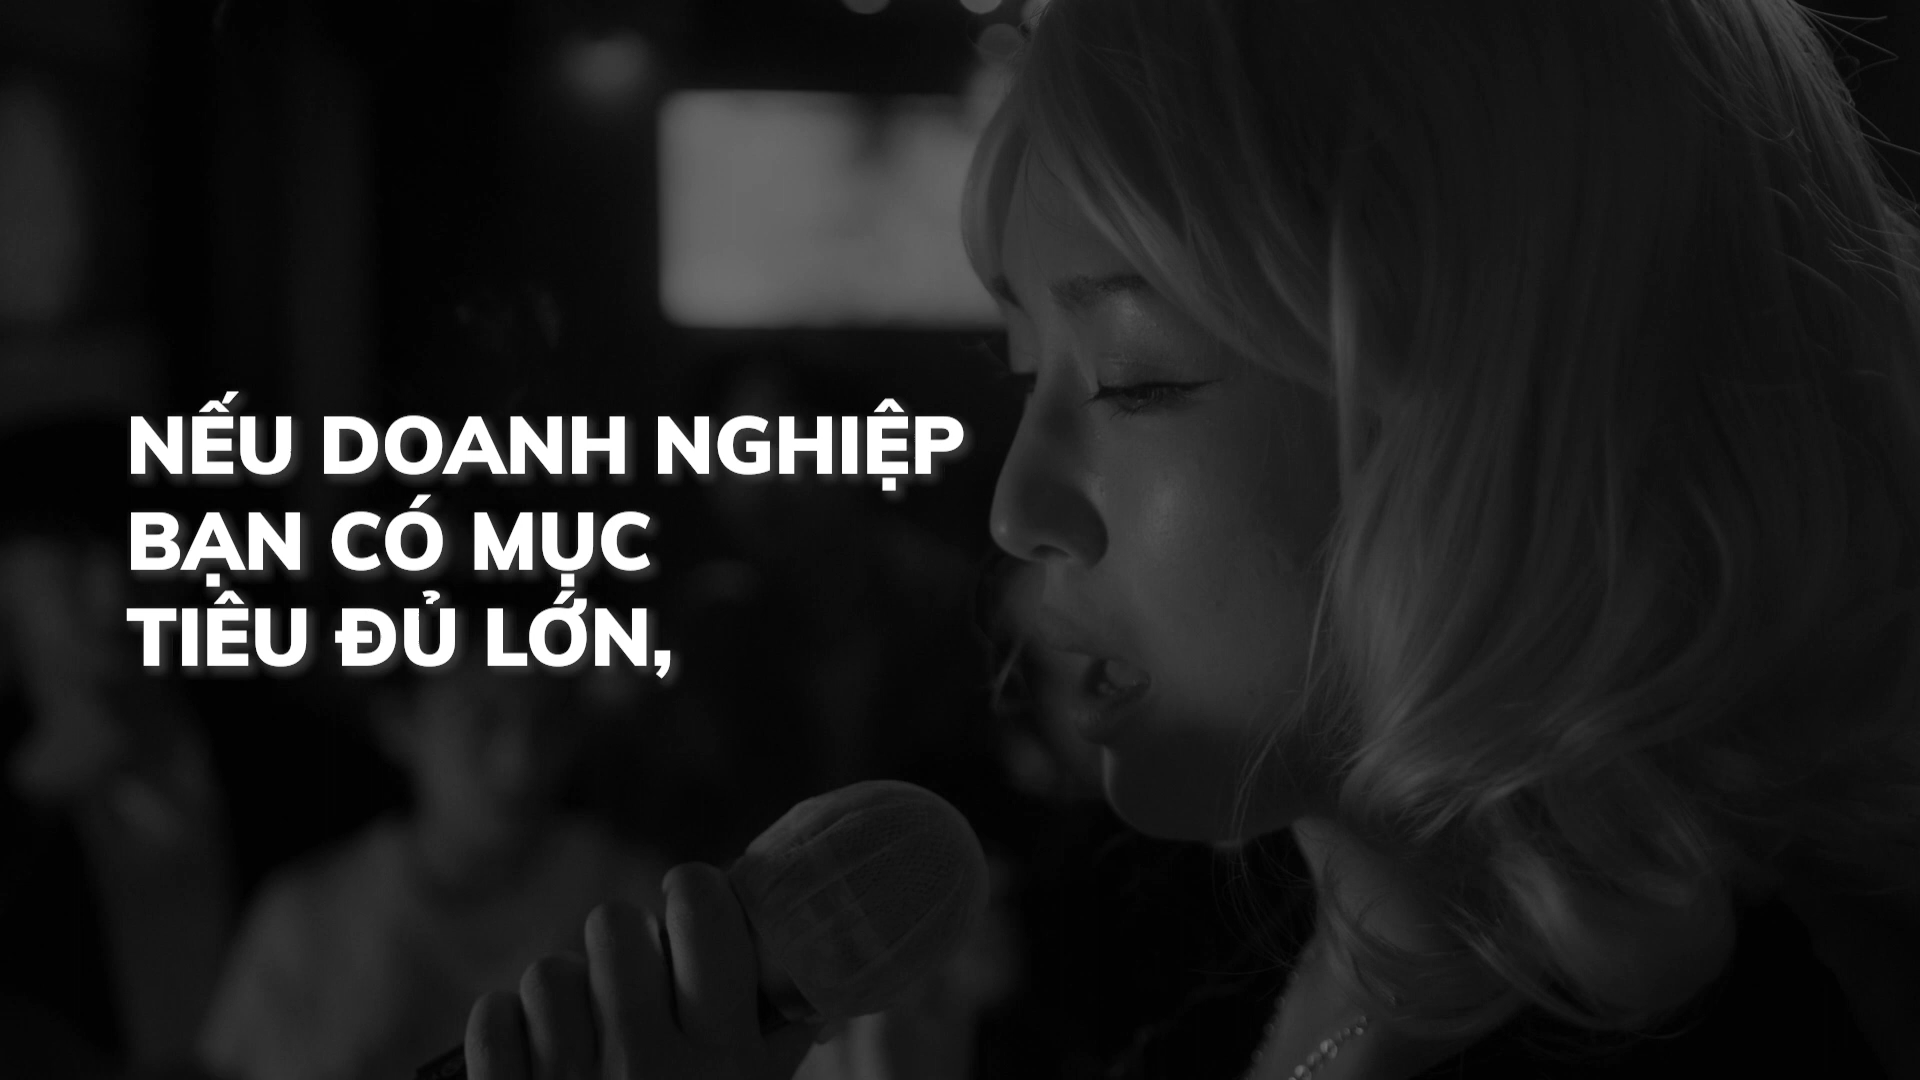 NẾU DOANH NGHIỆP
BẠN CÓ MỤC
TIÊU ĐỦ LỚN,